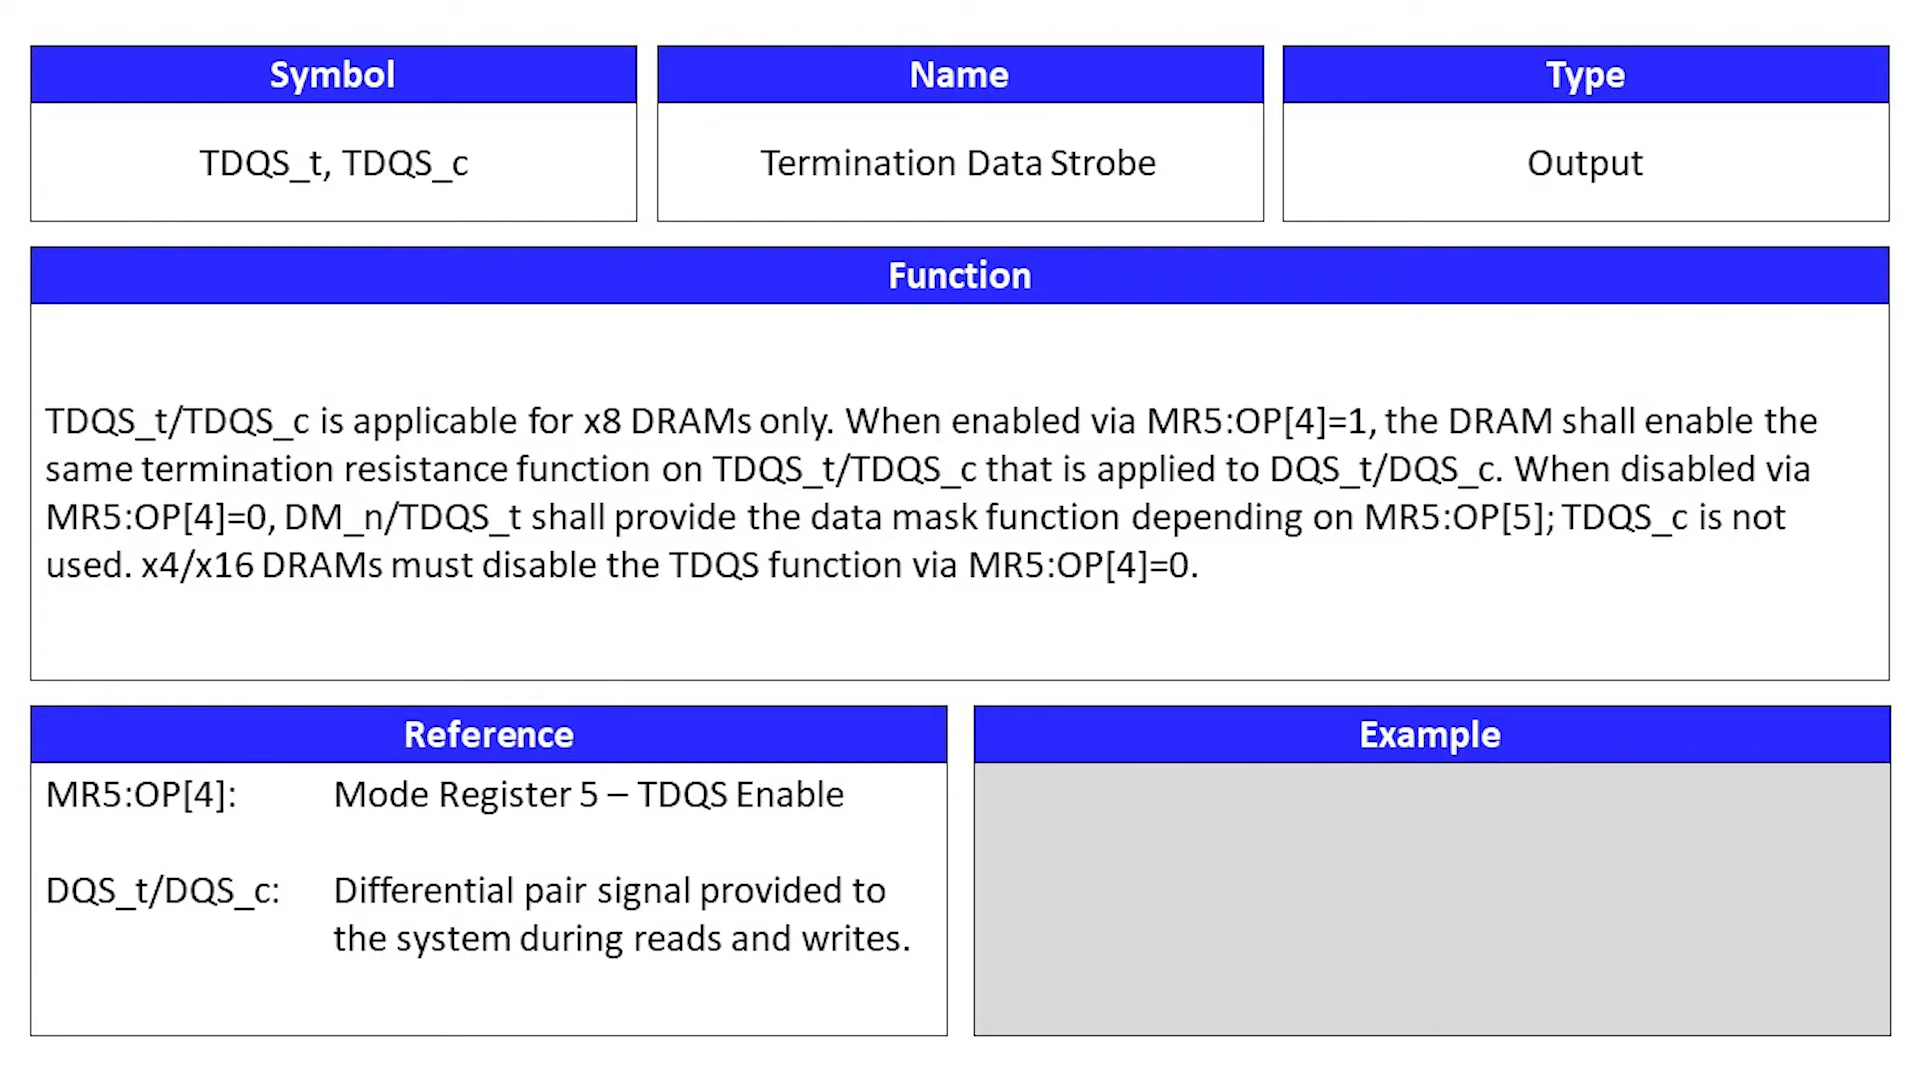 Symbol
Name
Type
TDQS_t, TDQS_c
Termination Data Strobe
Output
Function
TDQS_t/TDQS_c is applicable for x8 DRAMs only. When enabled via MR5:OP[4]=1, the DRAM shall enable the
same termination resistance function on TDQS_t/TDQS_c that is applied to DQS_t/DQS_c. When disabled via
MR5:OP[4]=0, DM_n/TDQS_t shall provide the data mask function depending on MR5:OP[5]; TDQS_c is not
used. x4/x16 DRAMs must disable the TDQS function via MR5:OP[4]=0.
Reference
MR5:OP[4]: Mode Register 5 – TDQS Enable
DQS_t/DQS_c: Differential pair signal provided to
the system during reads and writes.
Example